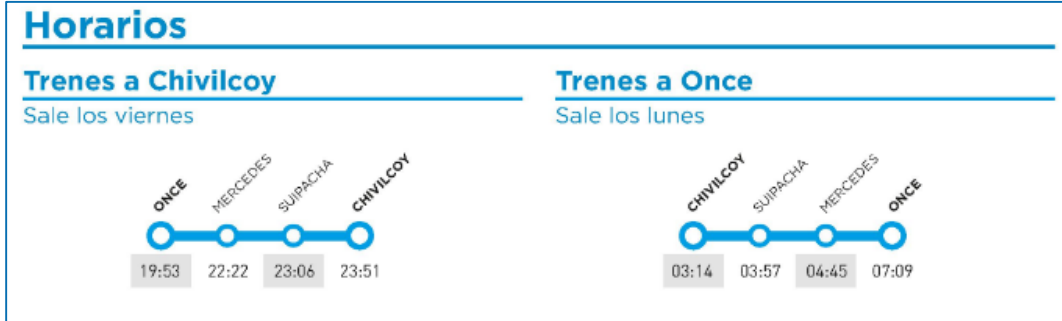 Horarios
Trenes a Chivilcoy
Sale los viernes
ONCE MERCEDES SUIPACHA CHIVILCOY
19:53 22:22 23:06 23:51
Trenes a Once
Sale los lunes
CHIVILCOY SUIPACHA MERCEDES ONCE
03:14 03:57 04:45 07:09